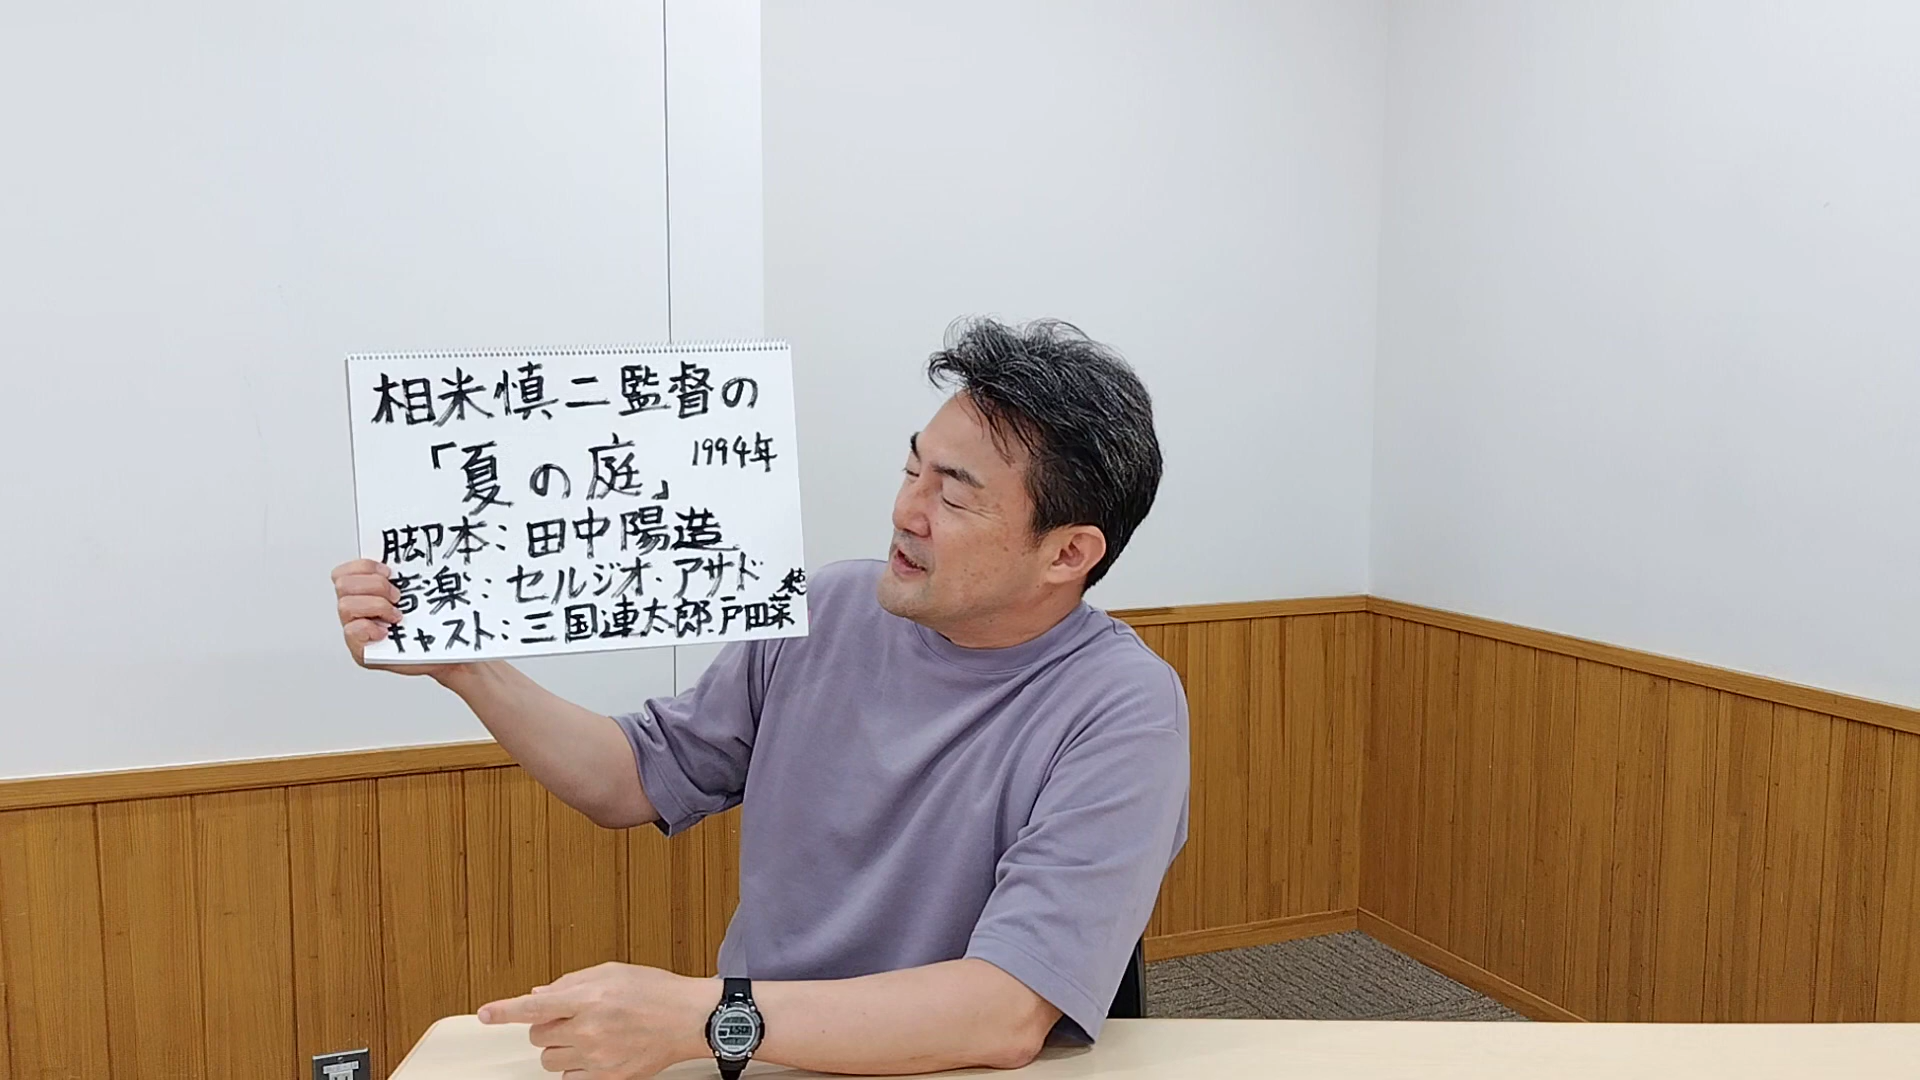 相米慎二監督の
「夏の庭」 1994年
脚本:田中陽造
音楽:セルジオ・アサド
キャスト:三国連太郎.戸田菜穂